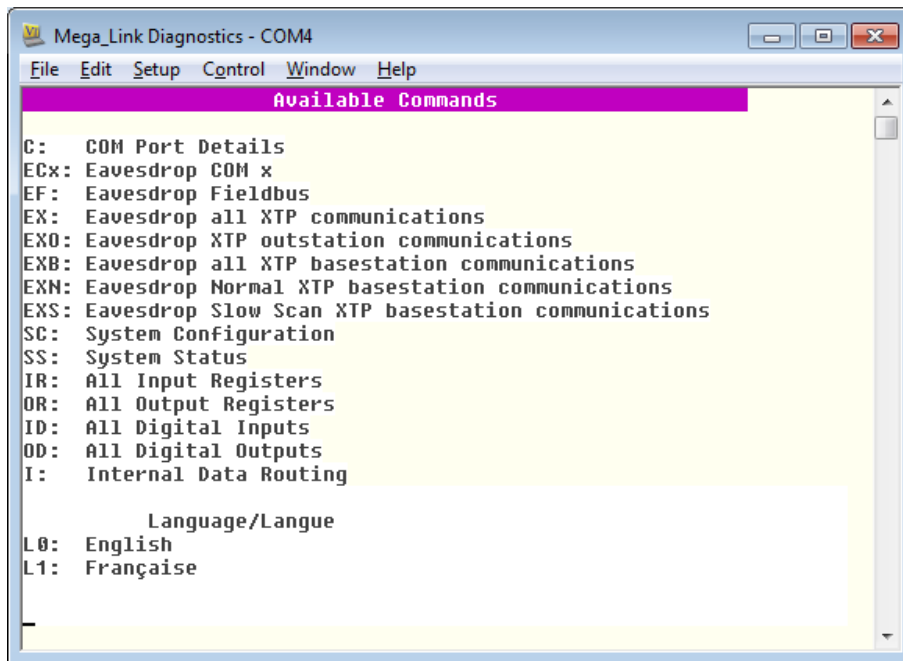 Mega_Link Diagnostics - COM4
File Edit Setup Control Window Help
Available Commands
C: COM Port Details
ECx: Eavesdrop COM x
EF: Eavesdrop Fieldbus
EX: Eavesdrop all XTP communications
EXO: Eavesdrop XTP outstation communications
EXB: Eavesdrop all XTP basestation communications
EXN: Eavesdrop Normal XTP basestation communications
EXS: Eavesdrop Slow Scan XTP basestation communications
SC: System Configuration
SS: System Status
IR: All Input Registers
OR: All Output Registers
ID: All Digital Inputs
OD: All Digital Outputs
I: Internal Data Routing
Language/Langue
L0: English
L1: Française